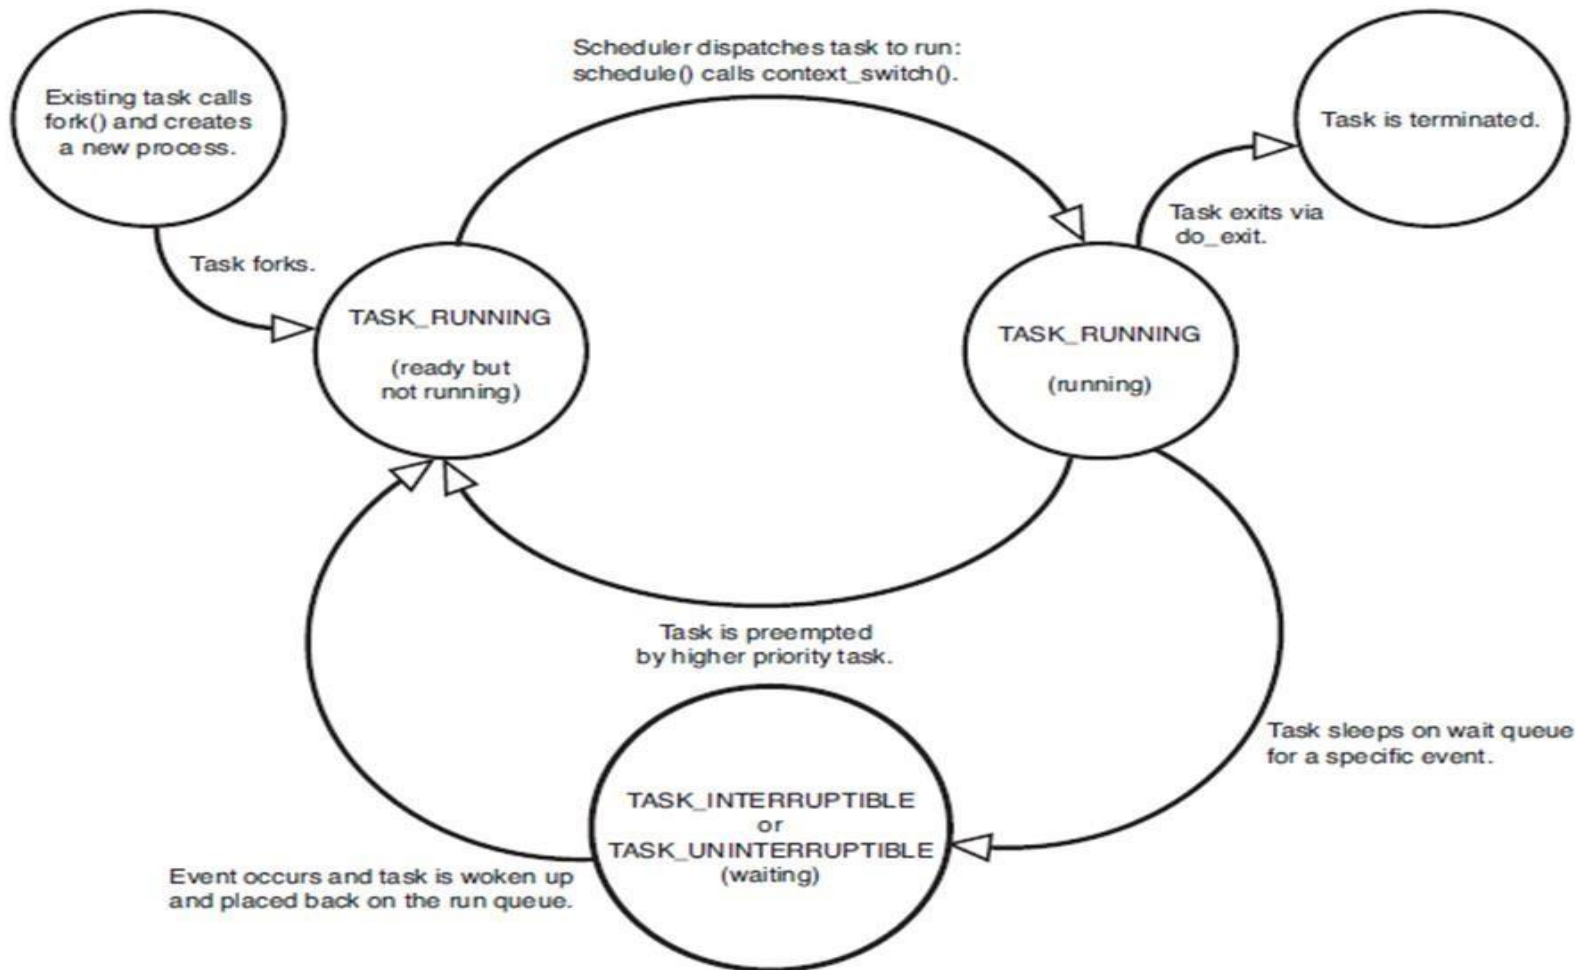 Existing task calls
fork() and creates
a new process.
Scheduler dispatches task to run:
schedule() calls context_switch().
Task is terminated.
Task exits via
do_exit.
Task forks.
TASK_RUNNING
(ready but
not running)
TASK_RUNNING
(running)
Task is preempted
by higher priority task.
Task sleeps on wait queue
for a specific event.
TASK_INTERRUPTIBLE
or
TASK_UNINTERRUPTIBLE
(waiting)
Event occurs and task is woken up
and placed back on the run queue.